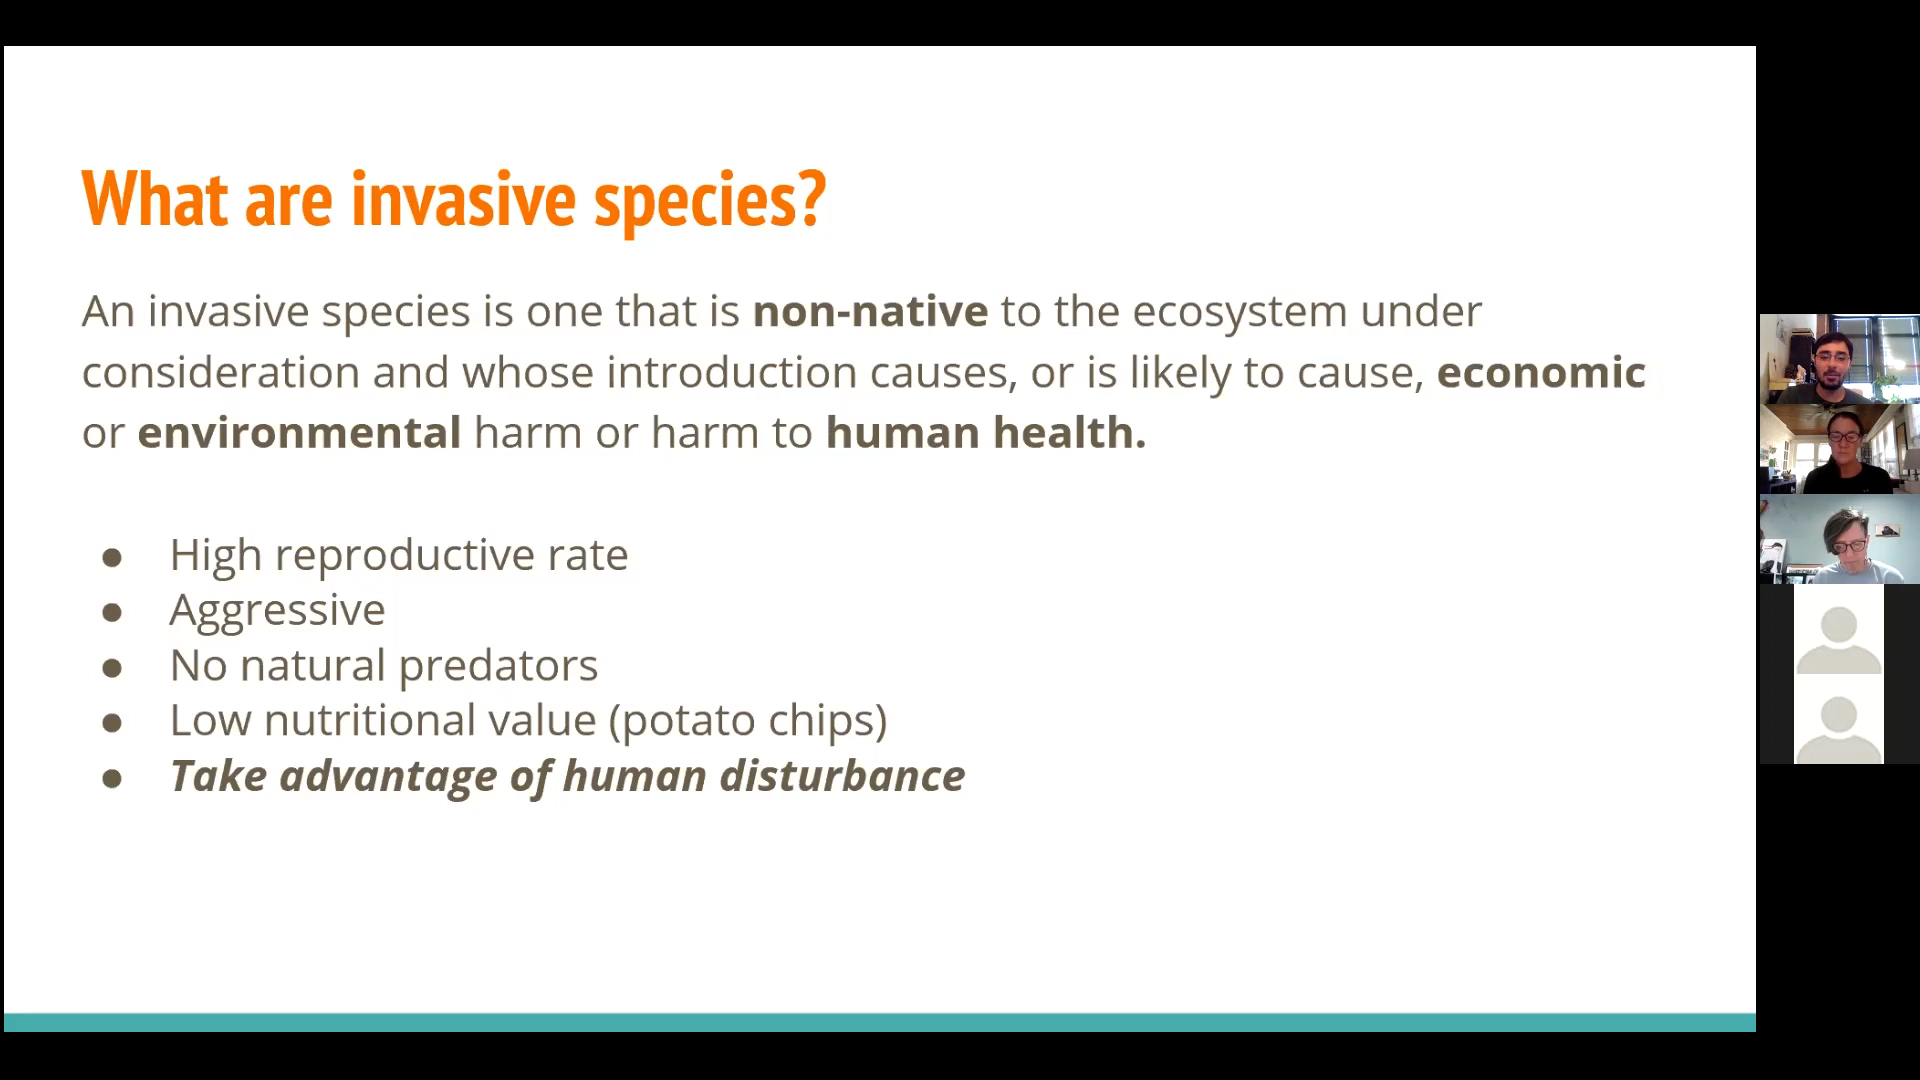 What are invasive species?
An invasive species is one that is non-native to the ecosystem under
consideration and whose introduction causes, or is likely to cause, economic
or environmental harm or harm to human health.
● High reproductive rate
● Aggressive
● No natural predators
● Low nutritional value (potato chips)
● Take advantage of human disturbance